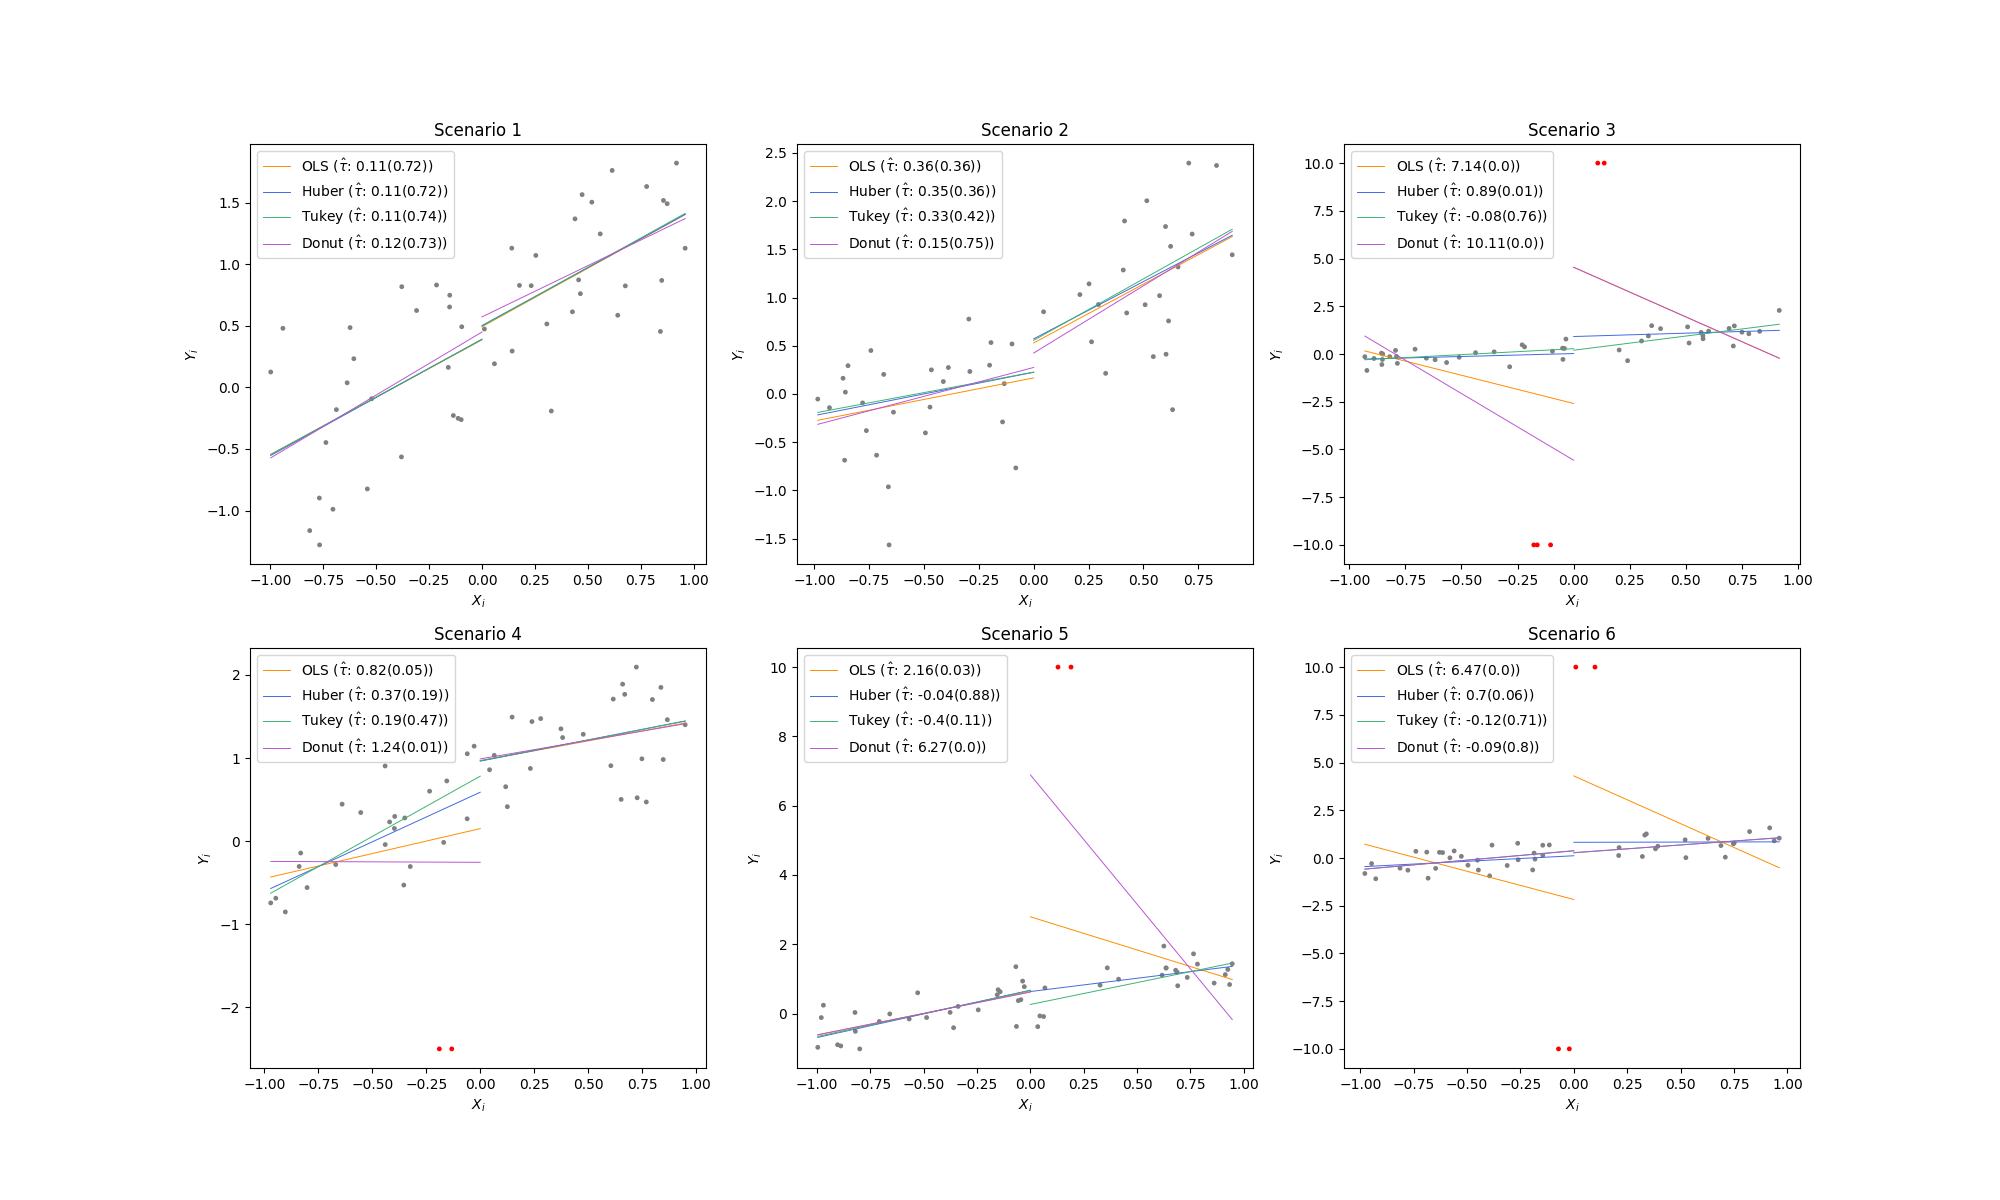 Scenario 1
OLS (τ̂: 0.11(0.72))
Huber (τ̂: 0.11(0.72))
Tukey (τ̂: 0.11(0.74))
Donut (τ̂: 0.12(0.73))
1.5
1.0
0.5
0.0
−0.5
−1.0
Y_i
−1.00 −0.75 −0.50 −0.25 0.00 0.25 0.50 0.75 1.00
X_i
Scenario 2
OLS (τ̂: 0.36(0.36))
Huber (τ̂: 0.35(0.36))
Tukey (τ̂: 0.33(0.42))
Donut (τ̂: 0.15(0.75))
2.5
2.0
1.5
1.0
0.5
0.0
−0.5
−1.0
−1.5
Y_i
−1.00 −0.75 −0.50 −0.25 0.00 0.25 0.50 0.75
X_i
Scenario 3
OLS (τ̂: 7.14(0.0))
Huber (τ̂: 0.89(0.01))
Tukey (τ̂: -0.08(0.76))
Donut (τ̂: 10.11(0.0))
10.0
7.5
5.0
2.5
0.0
−2.5
−5.0
−7.5
−10.0
Y_i
−1.00 −0.75 −0.50 −0.25 0.00 0.25 0.50 0.75 1.00
X_i
Scenario 4
OLS (τ̂: 0.82(0.05))
Huber (τ̂: 0.37(0.19))
Tukey (τ̂: 0.19(0.47))
Donut (τ̂: 1.24(0.01))
2
1
0
−1
−2
Y_i
−1.00 −0.75 −0.50 −0.25 0.00 0.25 0.50 0.75 1.00
X_i
Scenario 5
OLS (τ̂: 2.16(0.03))
Huber (τ̂: -0.04(0.88))
Tukey (τ̂: -0.4(0.11))
Donut (τ̂: 6.27(0.0))
10
8
6
4
2
0
Y_i
−1.00 −0.75 −0.50 −0.25 0.00 0.25 0.50 0.75 1.00
X_i
Scenario 6
OLS (τ̂: 6.47(0.0))
Huber (τ̂: 0.7(0.06))
Tukey (τ̂: -0.12(0.71))
Donut (τ̂: -0.09(0.8))
10.0
7.5
5.0
2.5
0.0
−2.5
−5.0
−7.5
−10.0
Y_i
−1.00 −0.75 −0.50 −0.25 0.00 0.25 0.50 0.75 1.00
X_i